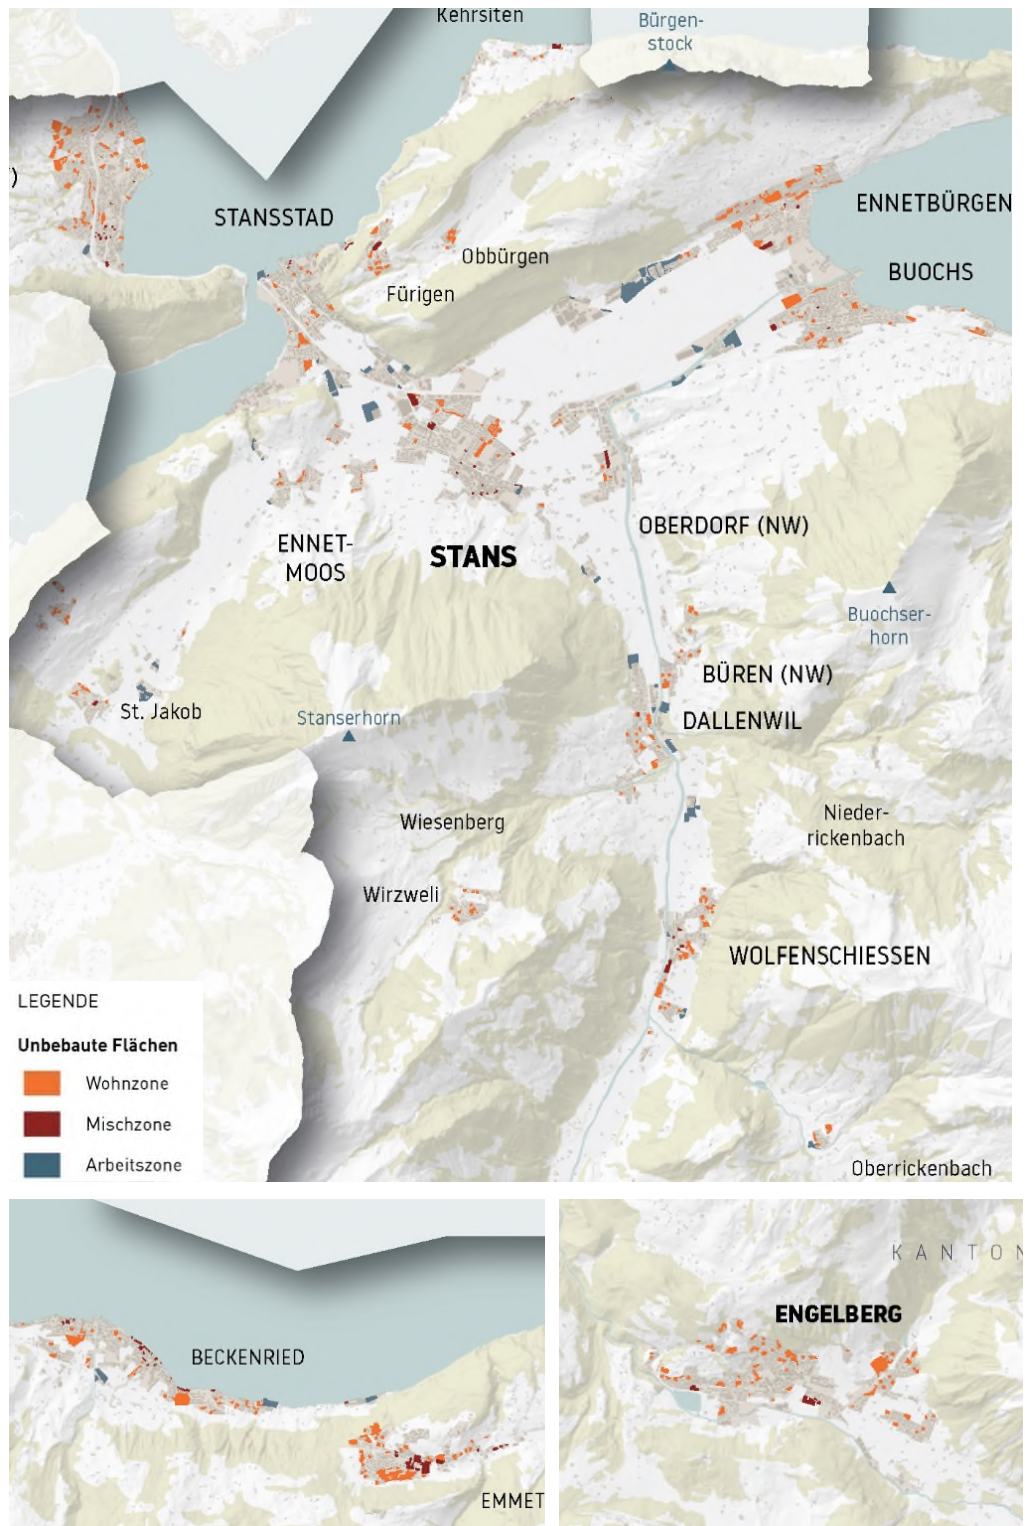 Kehrsiten
Bürgen-
stock
)
STANSSTAD
ENNETBÜRGEN
Obbürgen
BUOCHS
Fürigen
OBERDORF (NW)
ENNET-
MOOS
STANS
Buochser-
horn
BÜREN (NW)
St. Jakob
Stanserhorn
DALLENWIL
Wiesenberg
Nieder-
rickenbach
Wirzweli
WOLFENSCHIESSEN
LEGENDE
Unbebaute Flächen
Wohnzone
Mischzone
Arbeitszone
Oberrickenbach
KANTON
ENGELBERG
BECKENRIED
EMMET